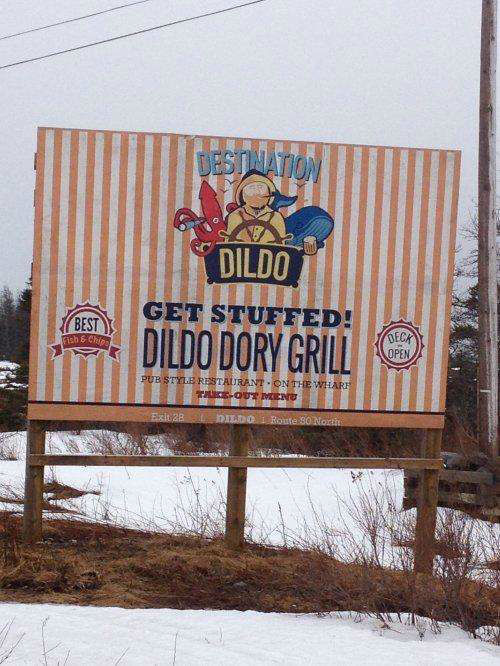 DESTINATION
DILDO
GET STUFFED!
BEST
Fish & Chips
DILDO DORY GRILL
DECK
OPEN
PUB STYLE RESTAURANT • ON THE WHARF
TAKE-OUT MENU
Exit 28 | DILDO | Route 80 North